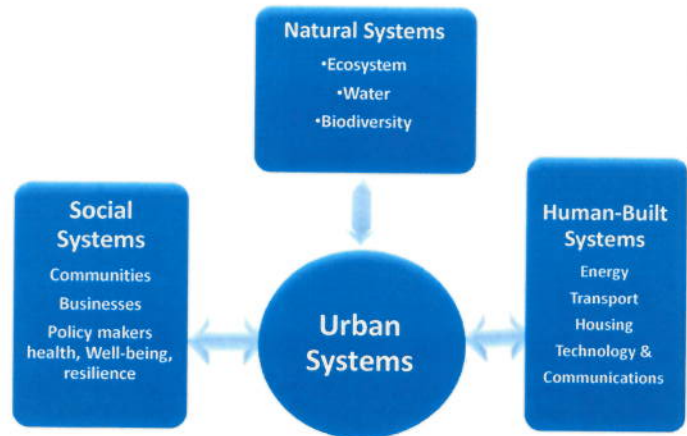 Natural Systems
•Ecosystem
•Water
•Biodiversity
Social
Systems
Communities
Businesses
Policy makers
health, Well-being,
resilience
Urban
Systems
Human-Built
Systems
Energy
Transport
Housing
Technology &
Communications